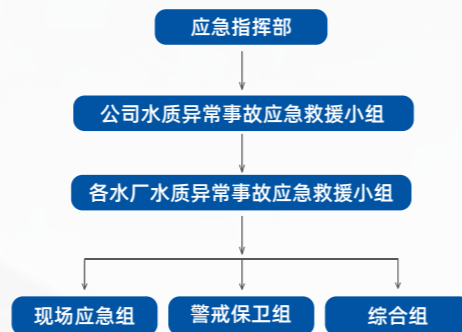 应急指挥部
公司水质异常事故应急救援小组
各水厂水质异常事故应急救援小组
现场应急组
警戒保卫组
综合组